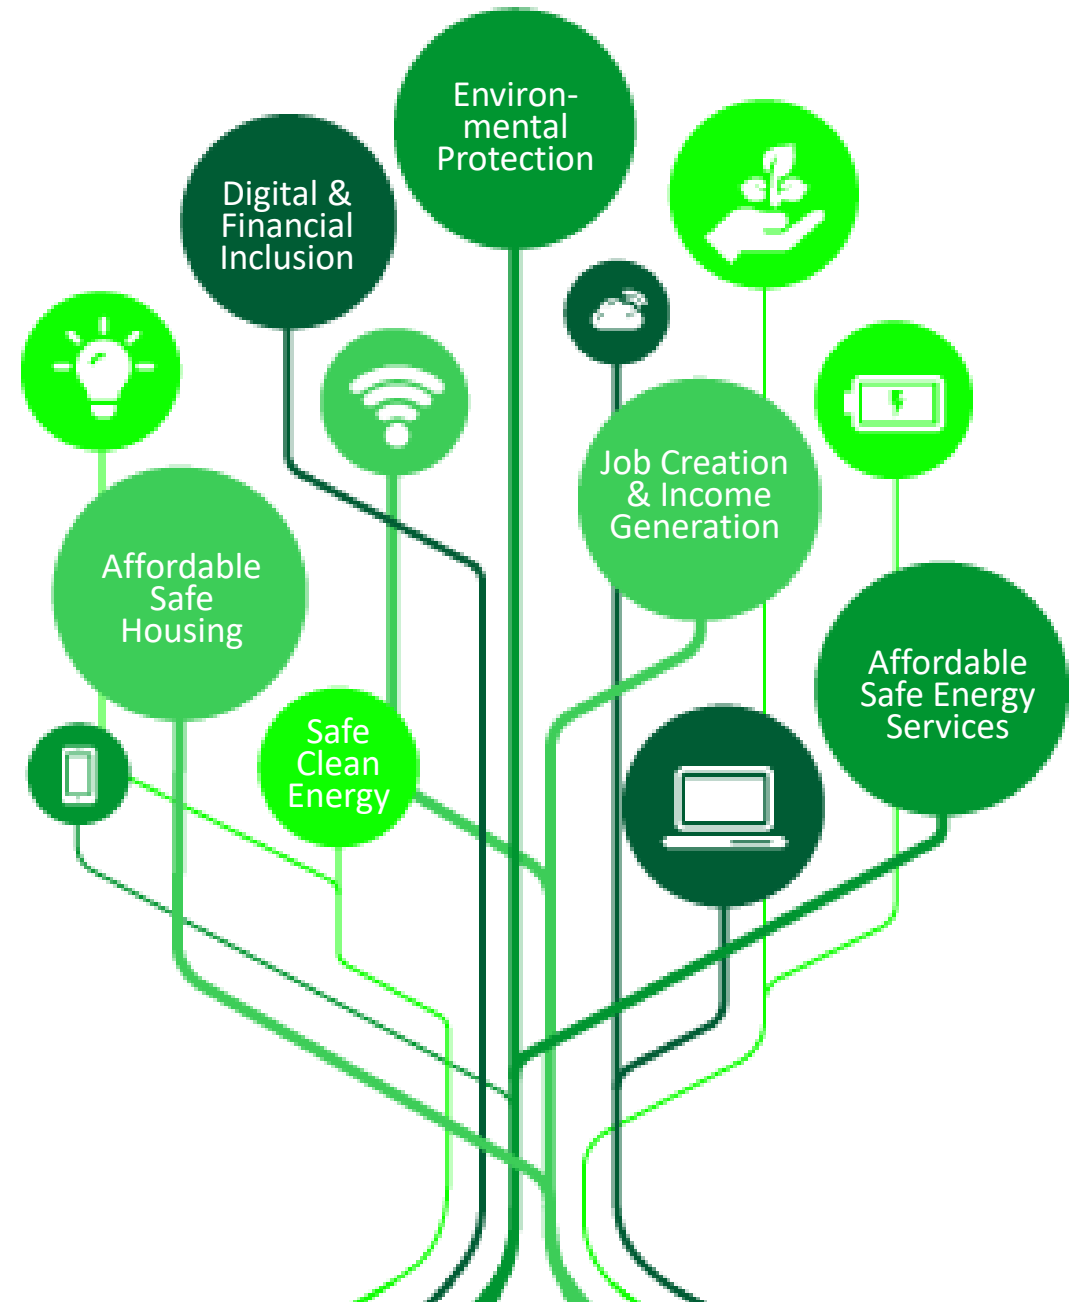 Environ-
mental
Protection
Digital &
Financial
Inclusion
Job Creation
& Income
Generation
Affordable
Safe
Housing
Affordable
Safe Energy
Services
Safe
Clean
Energy